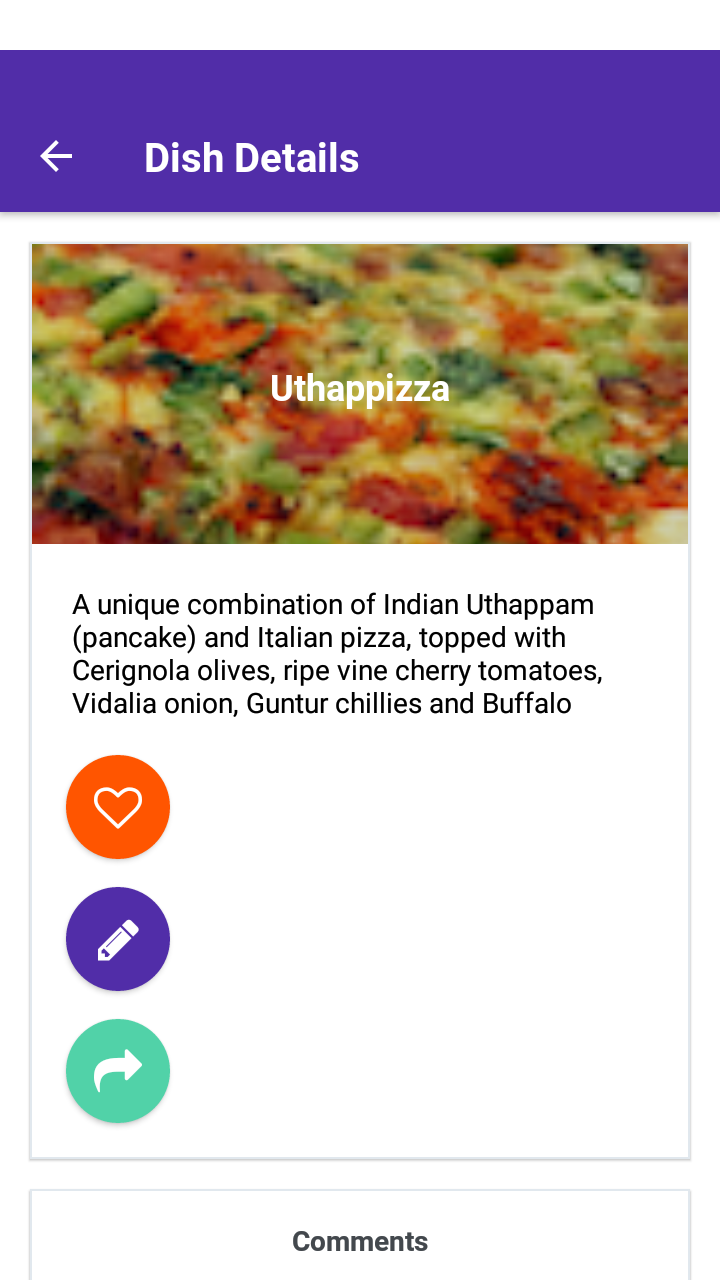 Dish Details
Uthappizza
A unique combination of Indian Uthappam
(pancake) and Italian pizza, topped with
Cerignola olives, ripe vine cherry tomatoes,
Vidalia onion, Guntur chillies and Buffalo
Comments